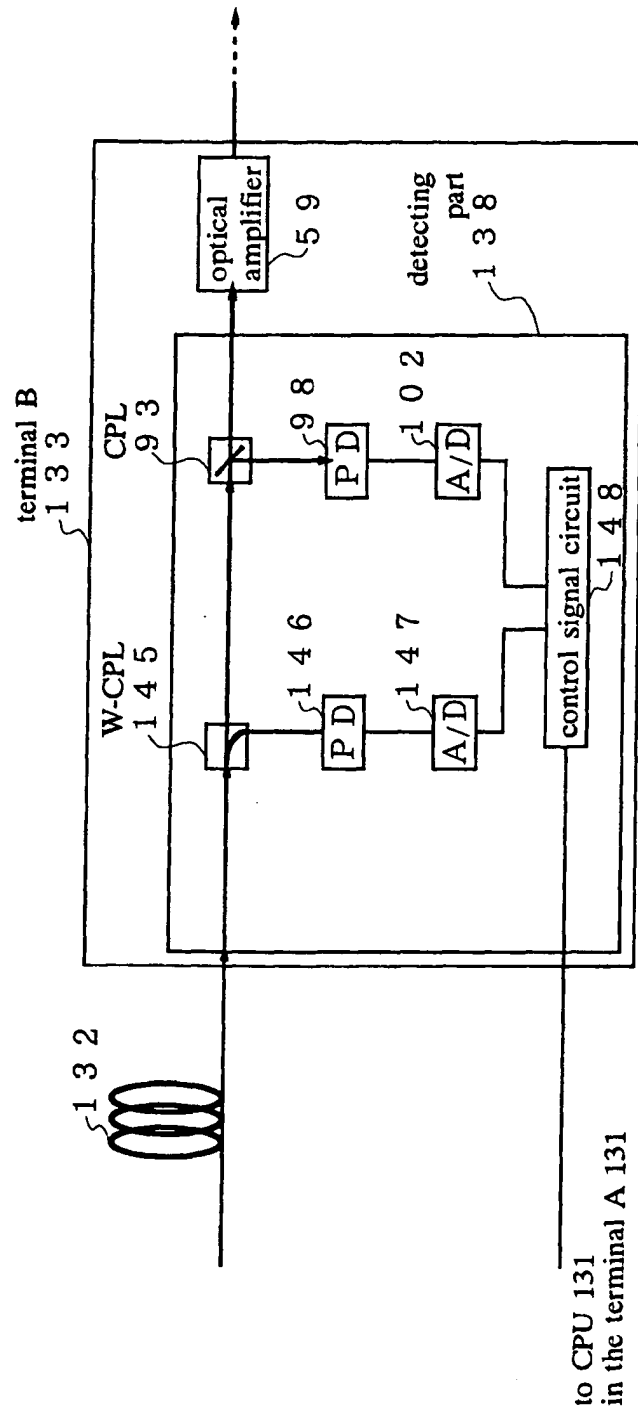 terminal B
1 3 3
W-CPL
1 4 5
CPL
9 3
optical
amplifier
5 9
1 3 2
P D
1 4 6
P D
9 8
detecting
part
1 3 8
A/D
1 4 7
A/D
1 0 2
control signal circuit
1 4 8
to CPU 131
in the terminal A 131